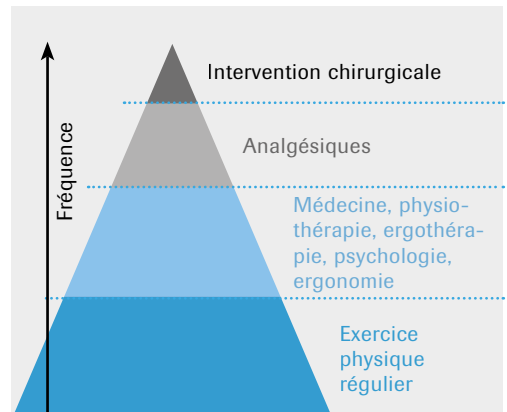 Intervention chirurgicale
Analgésiques
Fréquence
Médecine, physio-
thérapie, ergothéra-
pie, psychologie,
ergonomie
Exercice
physique
régulier